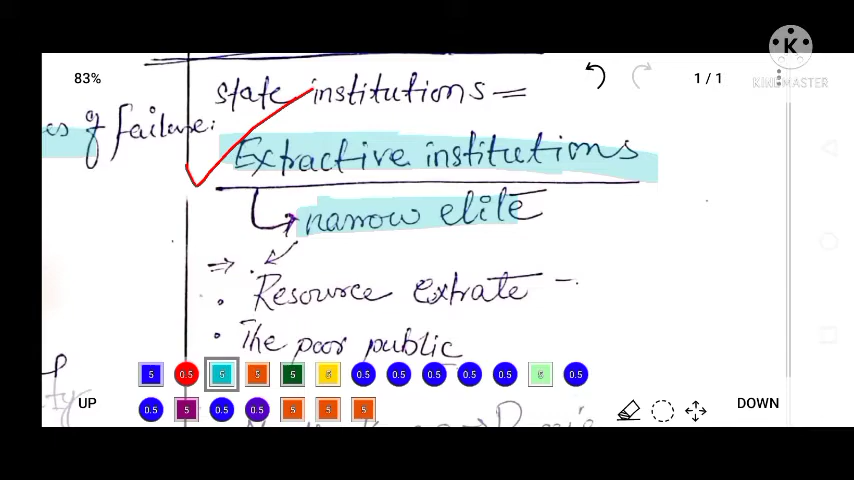 83%
1 / 1
K
KINEMASTER
state institutions =
es of failure:
Extractive institutions
narrow elite
⇒ .
• Resource extrate -
• The poor public
5 0.5 5 5 5 5 0.5 0.5 0.5 0.5 0.5 5 0.5
UP
0.5 5 0.5 0.5 5 5 5
DOWN